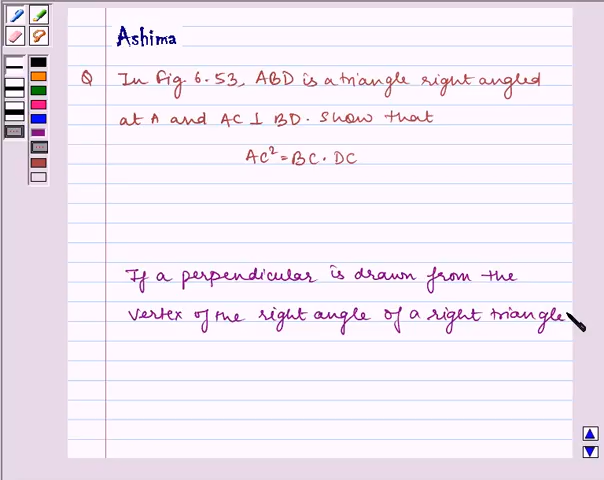 Ashima
Q In Fig 6.53, ABD is a triangle right angled
at A and AC ⊥ BD. Show that
AC² = BC . DC
If a perpendicular is drawn from the
vertex of the right angle of a right triangle